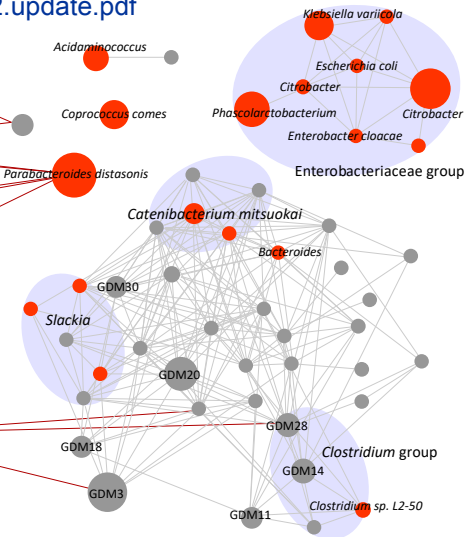 2.update.pdf
Klebsiella variicola
Acidaminococcus
Escherichia coli
Citrobacter
Coprococcus comes
Phascolarctobacterium
Citrobacter
Enterobacter cloacae
Parabacteroides distasonis
Enterobacteriaceae group
Catenibacterium mitsuokai
Bacteroides
GDM30
Slackia
GDM20
GDM28
GDM18
Clostridium group
GDM14
GDM3
Clostridium sp. L2-50
GDM11